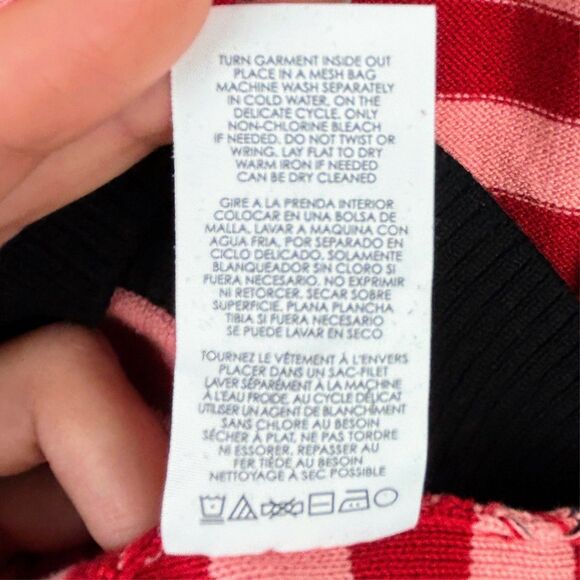 TURN GARMENT INSIDE OUT
PLACE IN A MESH BAG
MACHINE WASH SEPARATELY
IN COLD WATER, ON THE
DELICATE CYCLE. ONLY
NON-CHLORINE BLEACH
IF NEEDED. DO NOT TWIST OR
WRING. LAY FLAT TO DRY
WARM IRON IF NEEDED
CAN BE DRY CLEANED
GIRE A LA PRENDA INTERIOR
COLOCAR EN UNA BOLSA DE
MALLA. LAVAR A MAQUINA CON
AGUA FRIA, POR SEPARADO EN
CICLO DELICADO. SOLAMENTE
BLANQUEADOR SIN CLORO SI
FUERA NECESARIO. NO EXPRIMIR
NI RETORCER. SECAR SOBRE
SUPERFICIE. PLANA PLANCHA
TIBIA SI FUERA NECESARIO
SE PUEDE LAVAR EN SECO
TOURNEZ LE VÊTEMENT À L'ENVERS
PLACER DANS UN SAC-FILET
LAVER SÉPARÉMENT À LA MACHINE
À L'EAU FROIDE. AU CYCLE DÉLICAT
UTILISER UN AGENT DE BLANCHIMENT
SANS CHLORE AU BESOIN
SÉCHER À PLAT, NE PAS TORDRE
NI ESSORER. REPASSER AU
FER TIÈDE AU BESOIN
NETTOYAGE À SEC POSSIBLE